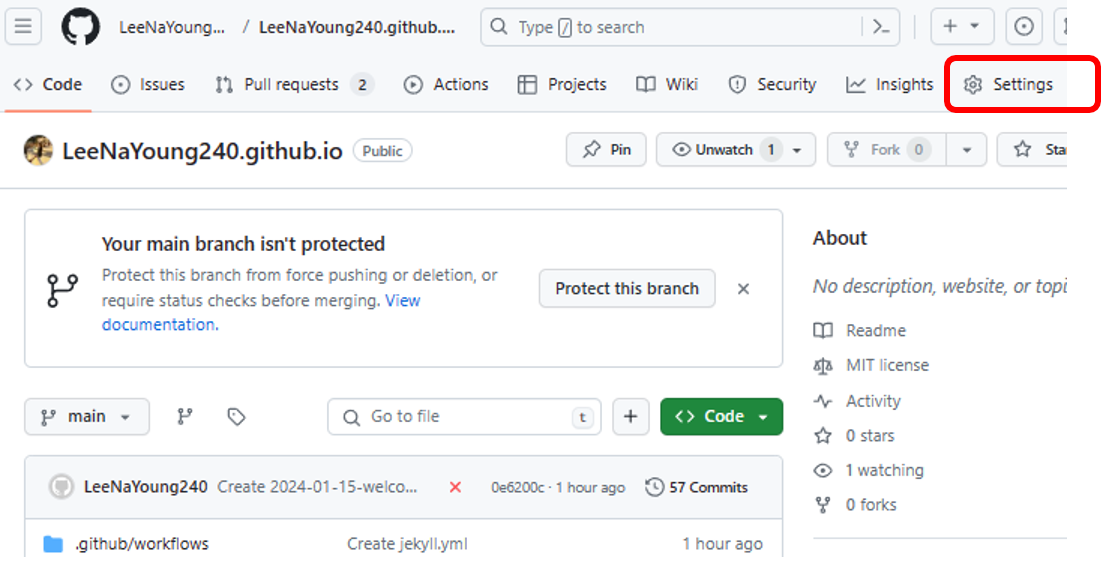 LeeNaYoung... / LeeNaYoung240.github.... Type / to search
Code Issues Pull requests 2 Actions Projects Wiki Security Insights Settings
LeeNaYoung240.github.io Public Pin Unwatch 1 Fork 0
Your main branch isn't protected
Protect this branch from force pushing or deletion, or
require status checks before merging. View
documentation.
Protect this branch
About
No description, website, or topi
Readme
MIT license
Activity
0 stars
1 watching
0 forks
main Go to file t Code
LeeNaYoung240 Create 2024-01-15-welco... 0e6200c · 1 hour ago 57 Commits
.github/workflows Create jekyll.yml 1 hour ago